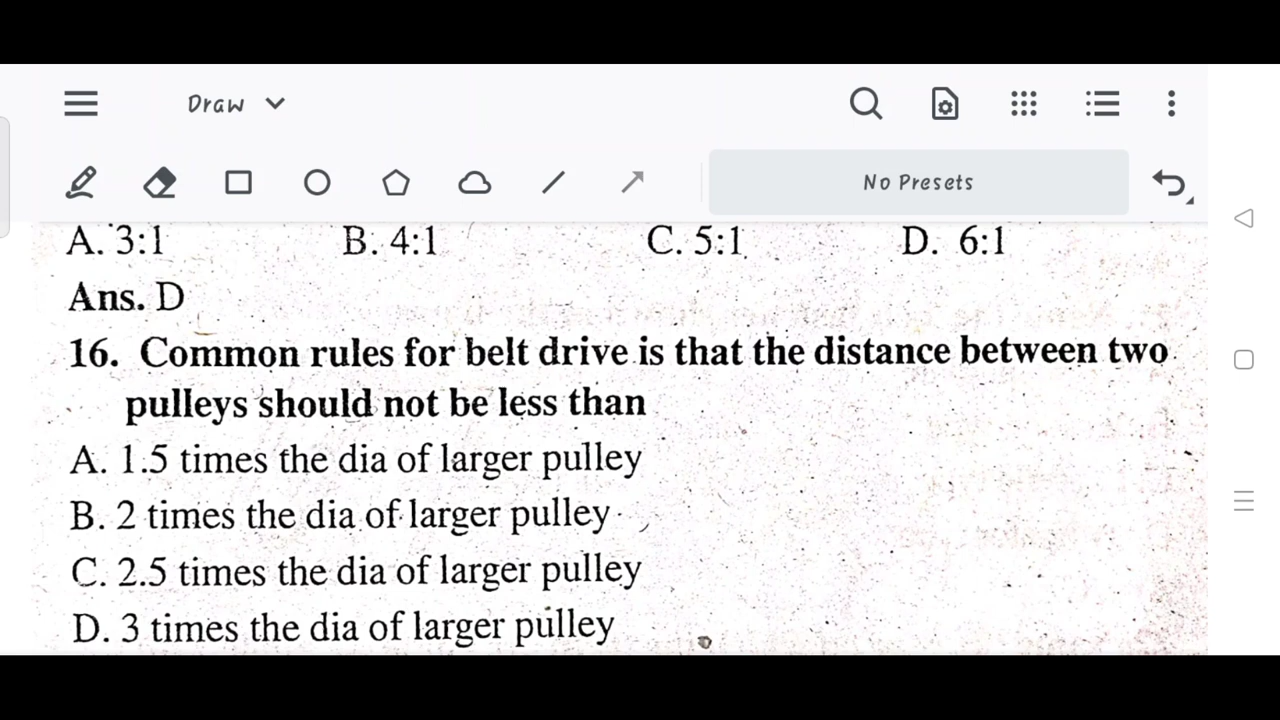 Draw
No Presets
A. 3:1 B. 4:1 C. 5:1 D. 6:1
Ans. D
16. Common rules for belt drive is that the distance between two
pulleys should not be less than
A. 1.5 times the dia of larger pulley
B. 2 times the dia of larger pulley
C. 2.5 times the dia of larger pulley
D. 3 times the dia of larger pulley